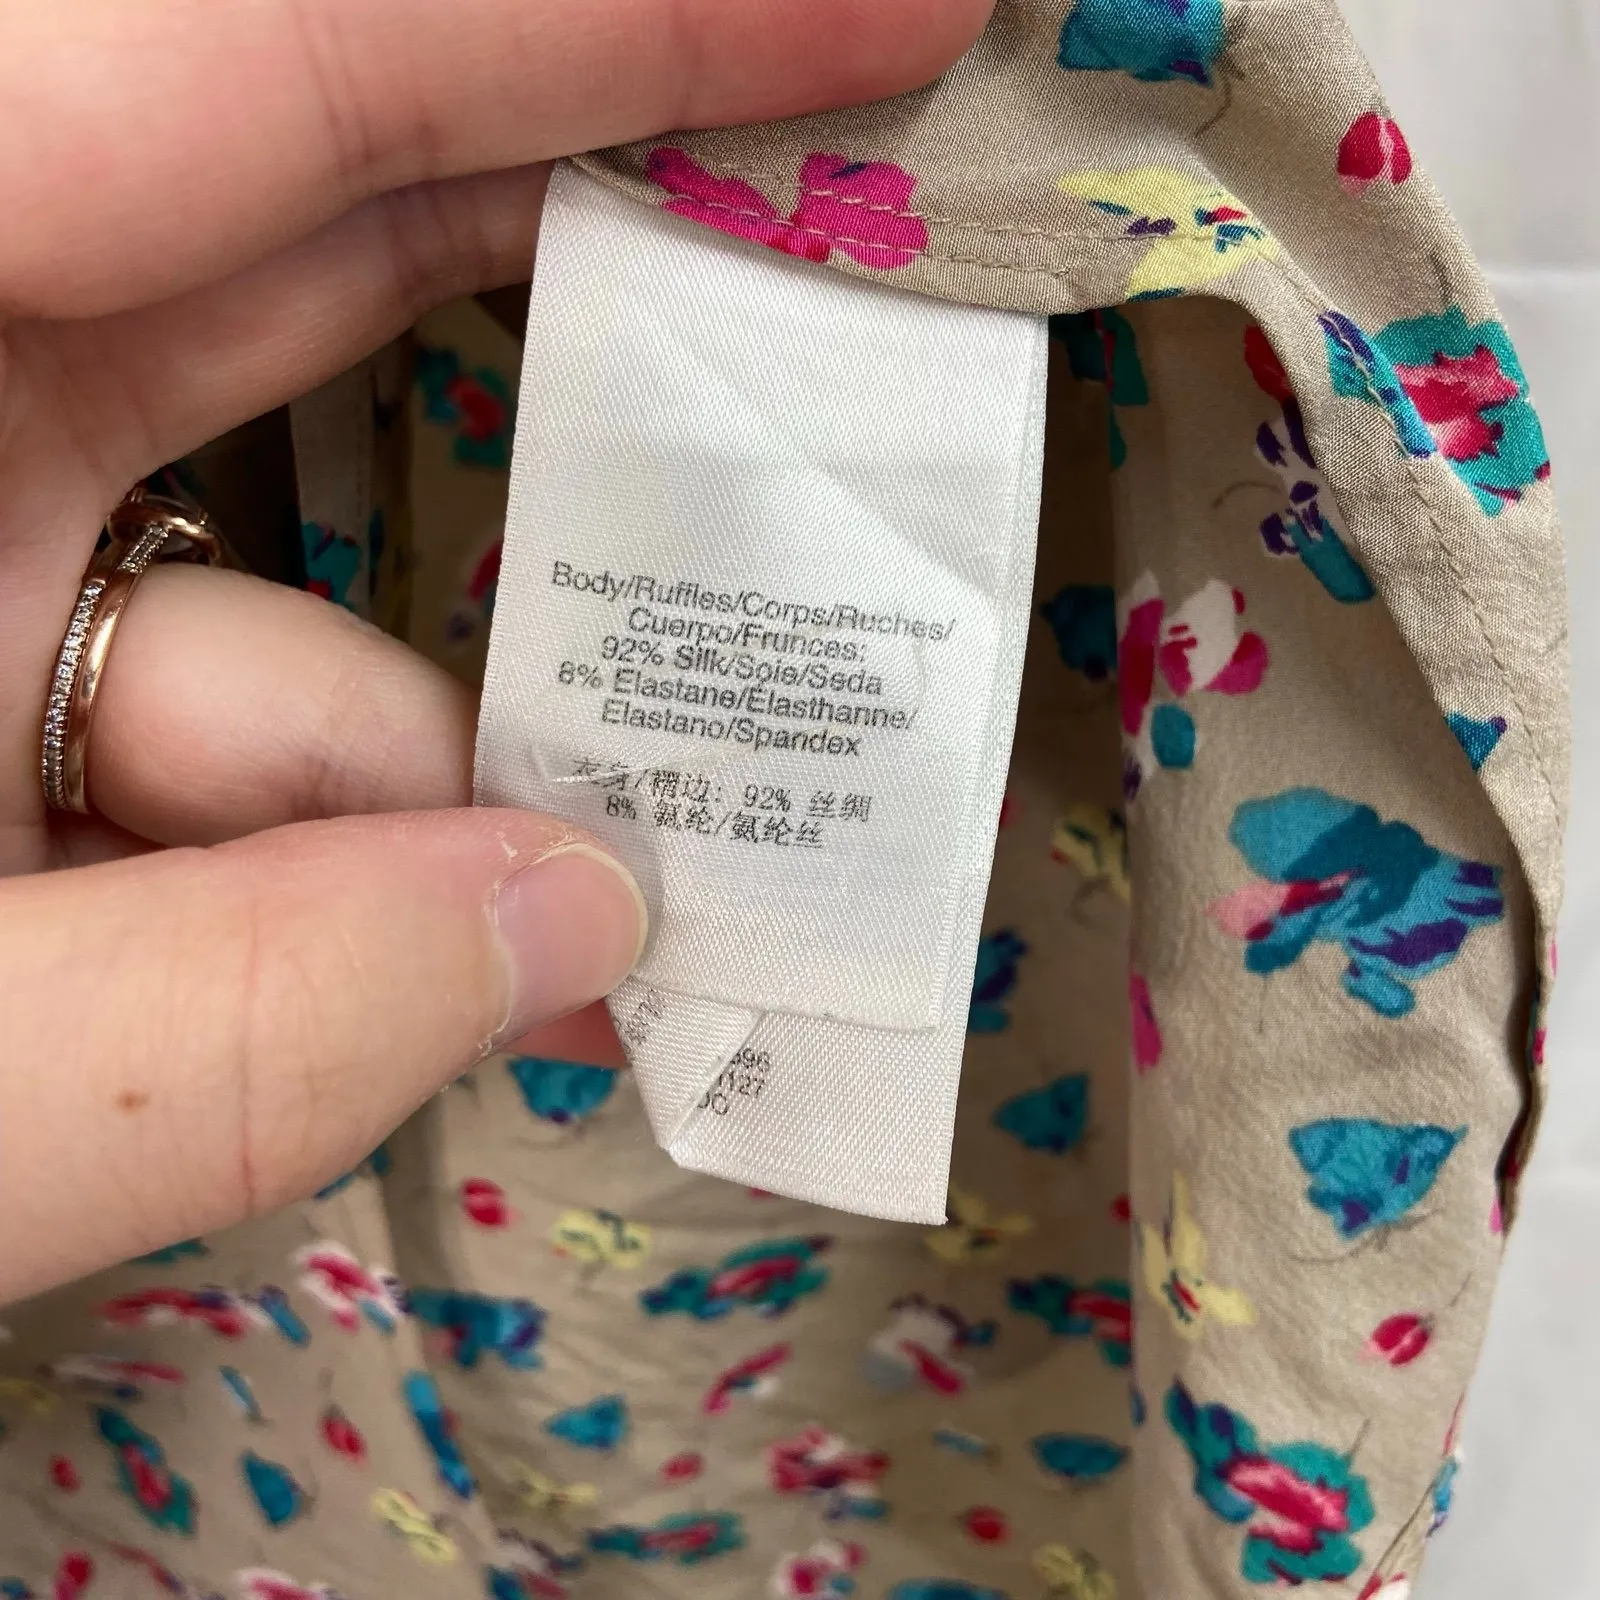 Body/Ruffles/Corps/Ruches/
Cuerpo/Frunces:
92% Silk/Soie/Seda
8% Elastane/Élasthanne/
Elastano/Spandex
衣身/褶边: 92% 丝绸
8% 氨纶/氨纶丝